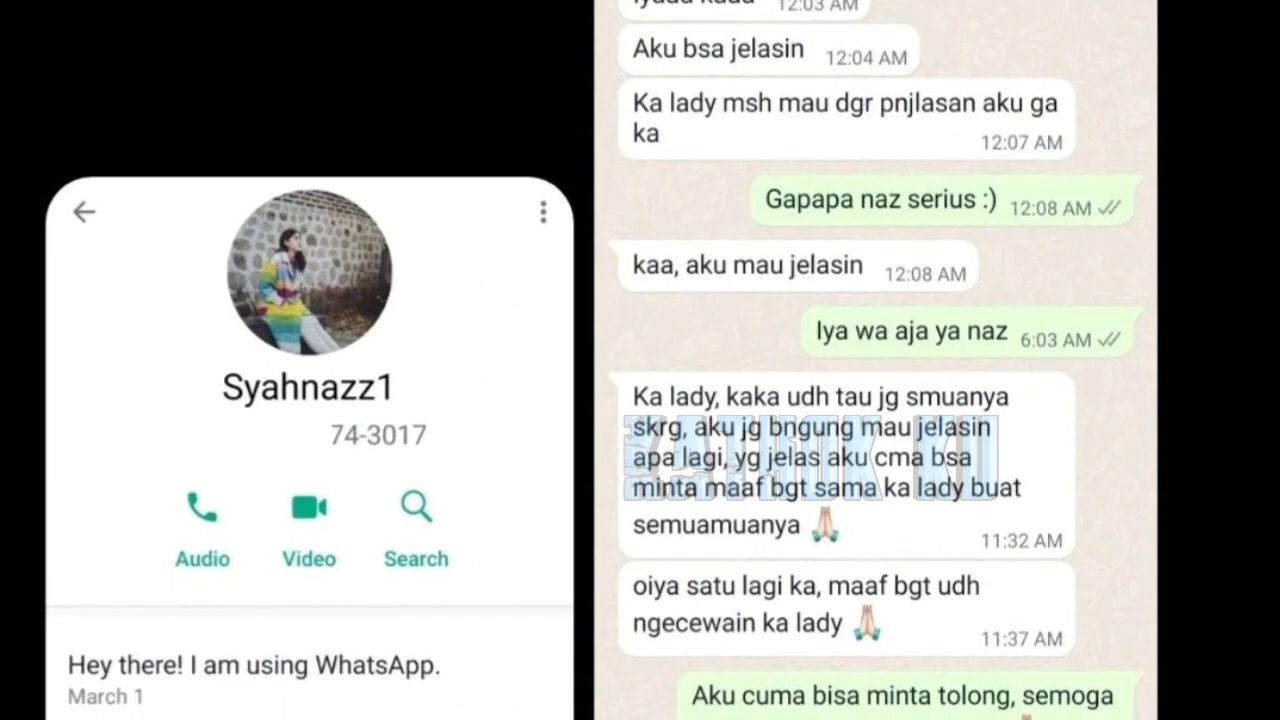 Syahnazz1
74-3017
Audio Video Search
Hey there! I am using WhatsApp.
March 1
12:03 AM
Aku bsa jelasin 12:04 AM
Ka lady msh mau dgr pnjlasan aku ga
ka 12:07 AM
Gapapa naz serius :) 12:08 AM
kaa, aku mau jelasin 12:08 AM
Iya wa aja ya naz 6:03 AM
Ka lady, kaka udh tau jg smuanya
skrg, aku jg bngung mau jelasin
apa lagi, yg jelas aku cma bsa
minta maaf bgt sama ka lady buat
semuamuanya 🙏🏻 11:32 AM
oiya satu lagi ka, maaf bgt udh
ngecewain ka lady 🙏🏻 11:37 AM
Aku cuma bisa minta tolong, semoga